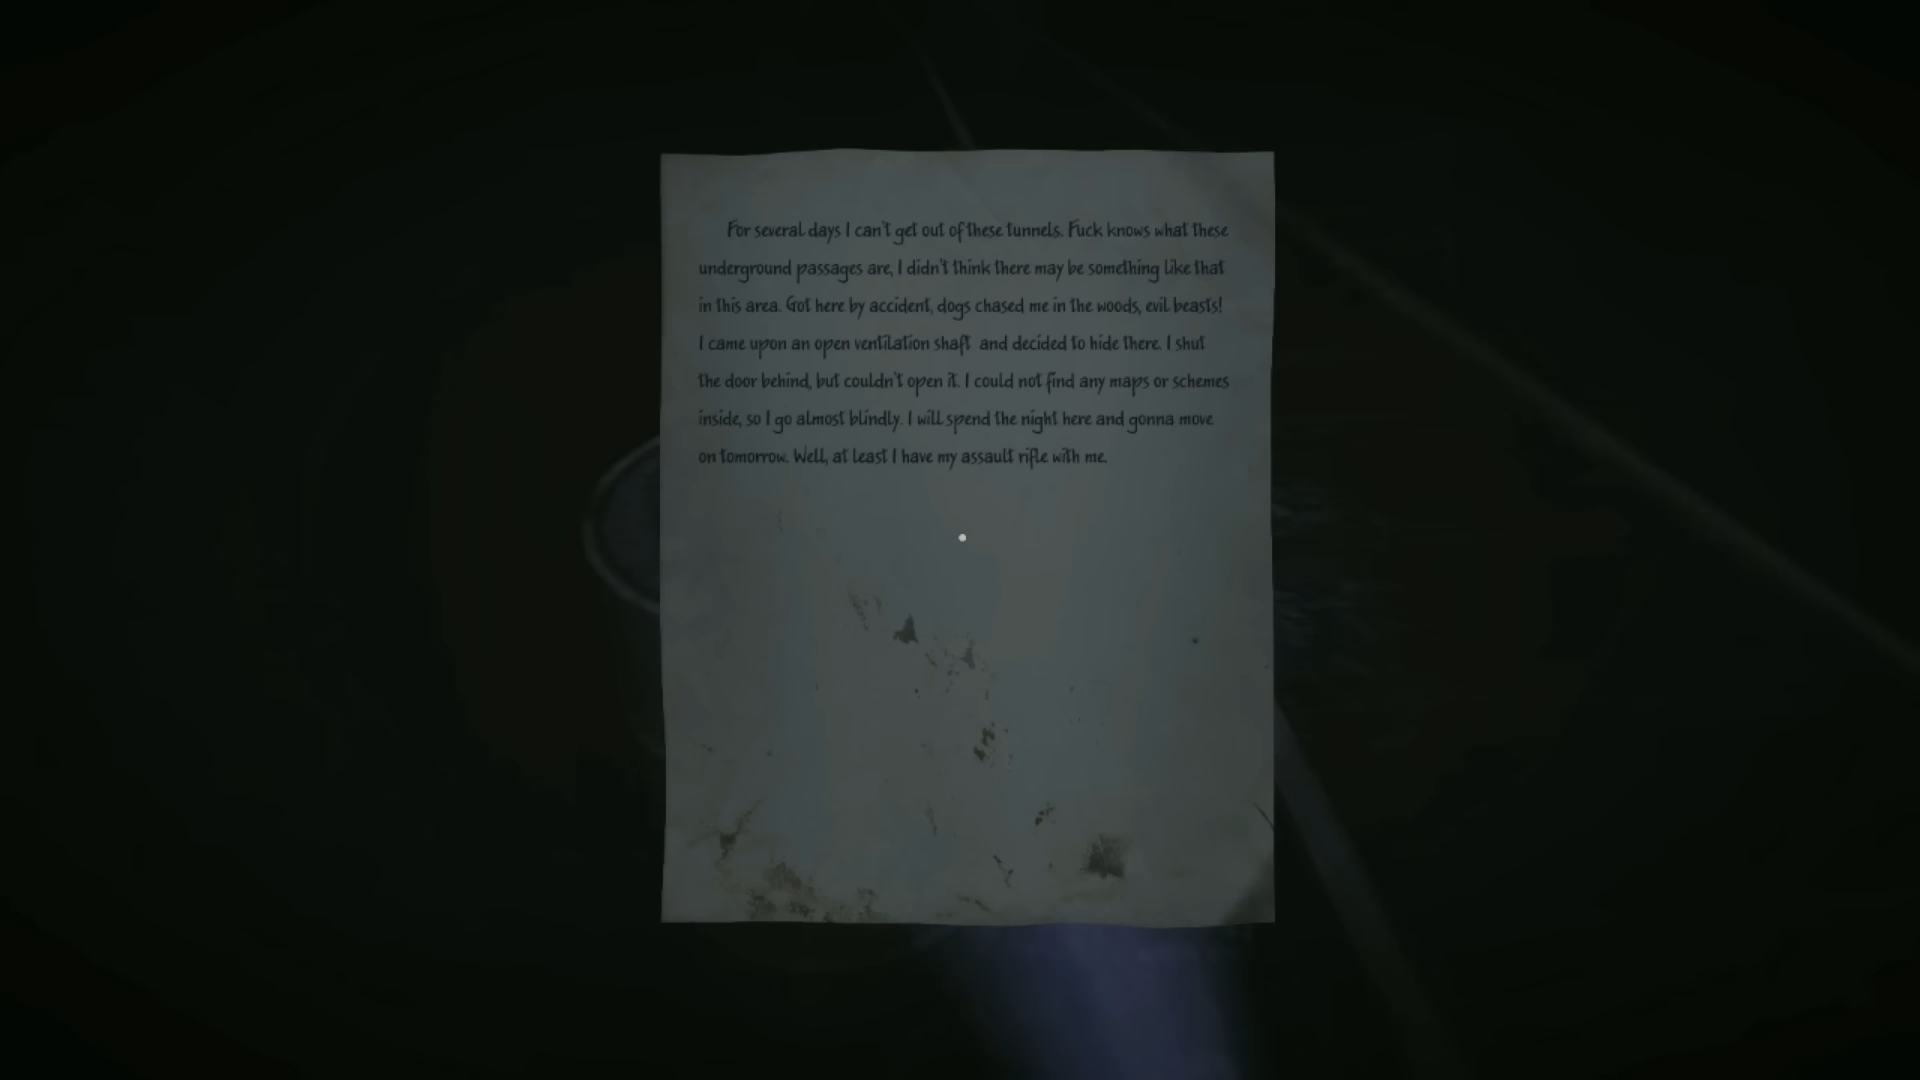 For several days I can't get out of these tunnels. Fuck knows what these
underground passages are, I didn't think there may be something like that
in this area. Got here by accident, dogs chased me in the woods, evil beasts!
I came upon an open ventilation shaft and decided to hide there. I shut
the door behind, but couldn't open it. I could not find any maps or schemes
inside, so I go almost blindly. I will spend the night here and gonna move
on tomorrow. Well, at least I have my assault rifle with me.